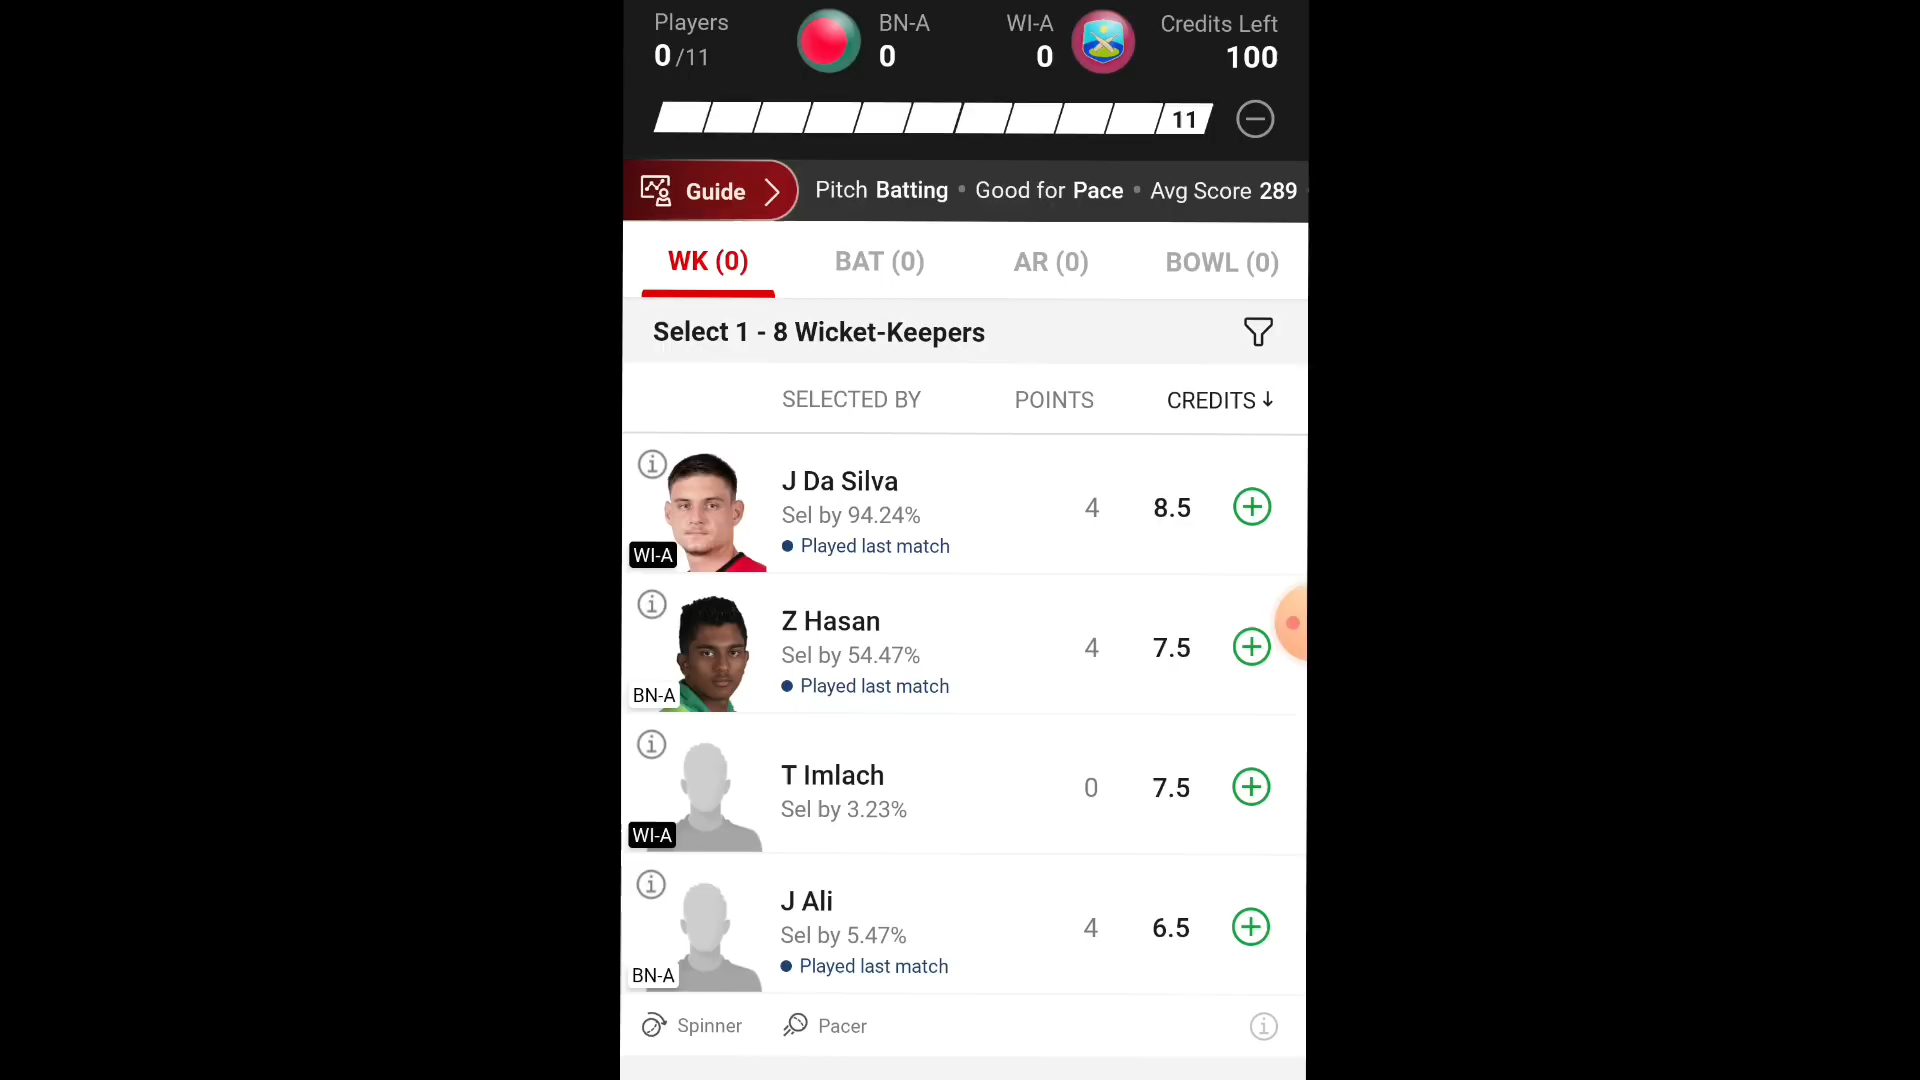 Players BN-A WI-A Credits Left
0/11 0 0 100
11
Guide Pitch Batting • Good for Pace • Avg Score 289
WK (0) BAT (0) AR (0) BOWL (0)
Select 1 - 8 Wicket-Keepers
SELECTED BY POINTS CREDITS ↓
J Da Silva
Sel by 94.24% 4 8.5
Played last match
WI-A
Z Hasan
Sel by 54.47% 4 7.5
Played last match
BN-A
T Imlach
Sel by 3.23% 0 7.5
WI-A
J Ali
Sel by 5.47% 4 6.5
Played last match
BN-A
Spinner Pacer